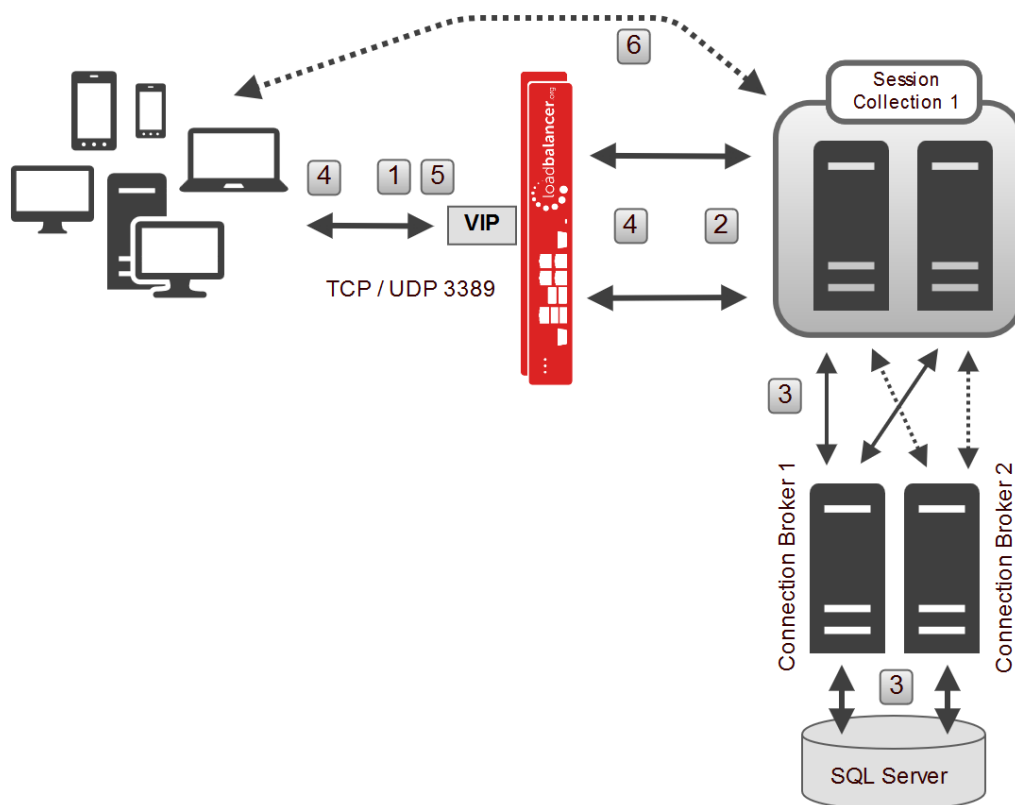 6
Session
Collection 1
loadbalancer.org
4
1
5
VIP
4
2
TCP / UDP 3389
3
Connection Broker 1
Connection Broker 2
3
SQL Server